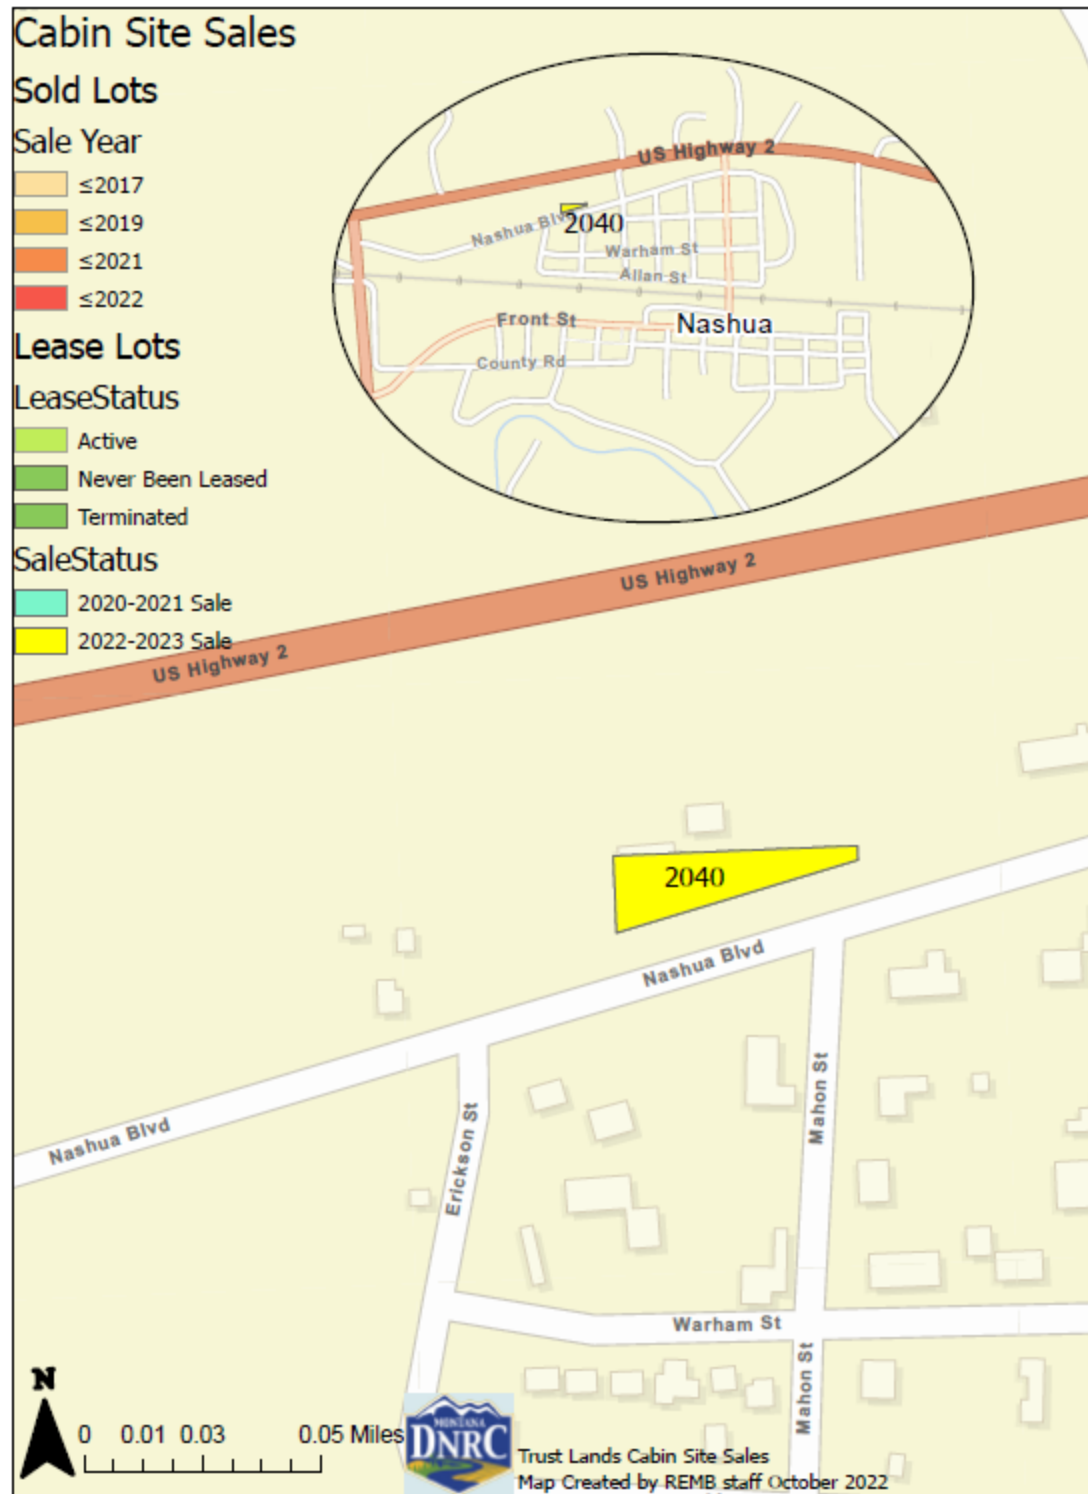 Cabin Site Sales
Sold Lots
Sale Year
≤2017
≤2019
≤2021
≤2022
Lease Lots
LeaseStatus
Active
Never Been Leased
Terminated
SaleStatus
2020-2021 Sale
2022-2023 Sale
US Highway 2
Nashua Blvd
2040
Warham St
Allan St
Front St
Nashua
County Rd
US Highway 2
US Highway 2
2040
Nashua Blvd
Nashua Blvd
Erickson St
Mahon St
Warham St
Mahon St
N
0 0.01 0.03 0.05 Miles
MONTANA
DNRC
Trust Lands Cabin Site Sales
Map Created by REMB staff October 2022